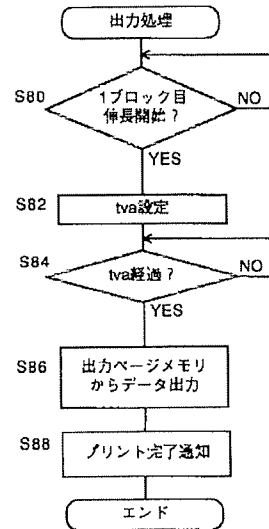 出力処理
S80
1ブロック目
伸長開始？
NO
YES
S82
tva設定
S84
tva経過？
NO
YES
S86
出力ページメモリ
からデータ出力
S88
プリント完了通知
エンド